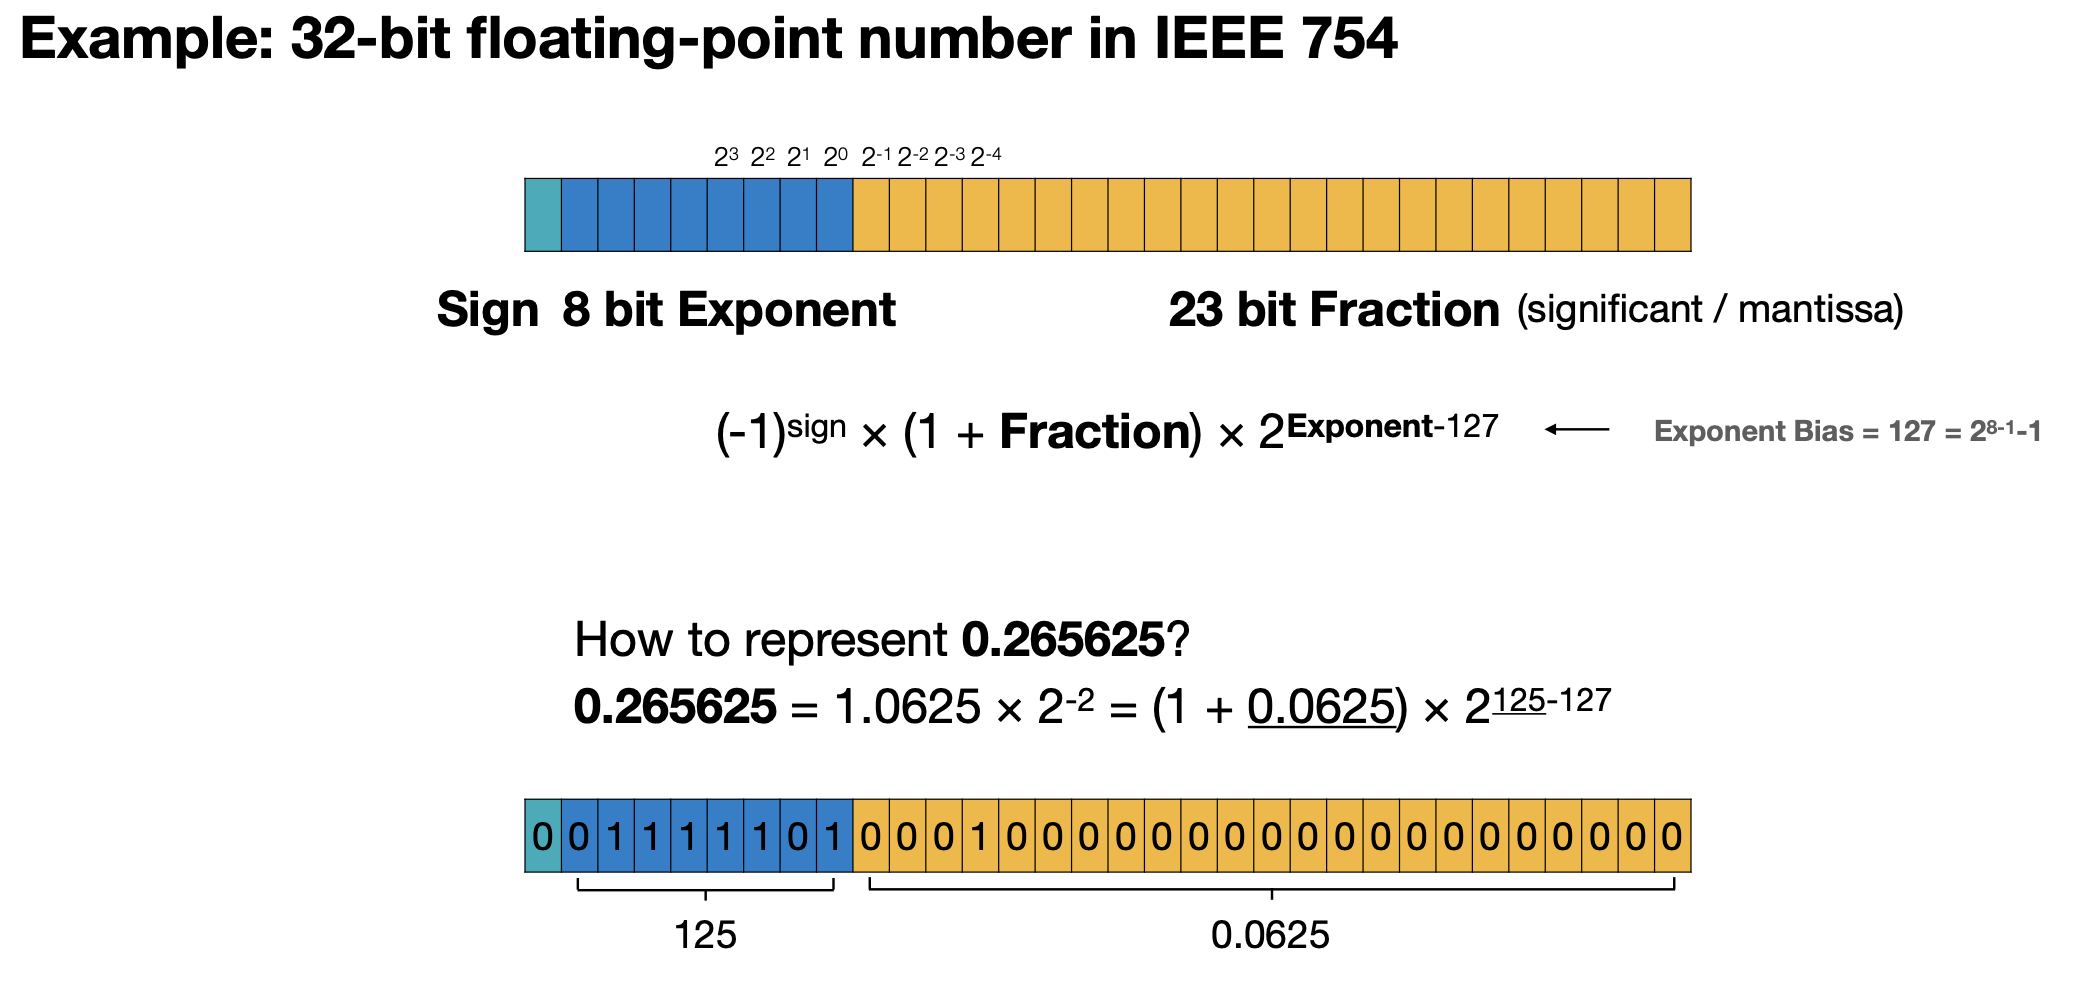 Example: 32-bit floating-point number in IEEE 754
2³ 2² 2¹ 2⁰ 2⁻¹ 2⁻² 2⁻³ 2⁻⁴
Sign 8 bit Exponent 23 bit Fraction (significant / mantissa)
(-1)ˢⁱᵍⁿ × (1 + Fraction) × 2^Exponent-127 ← Exponent Bias = 127 = 2⁸⁻¹-1
How to represent 0.265625?
0.265625 = 1.0625 × 2⁻² = (1 + 0.0625) × 2¹²⁵⁻¹²⁷
0 0 1 1 1 1 1 0 1 0 0 0 1 0 0 0 0 0 0 0 0 0 0 0 0 0 0 0 0 0 0 0
125 0.0625